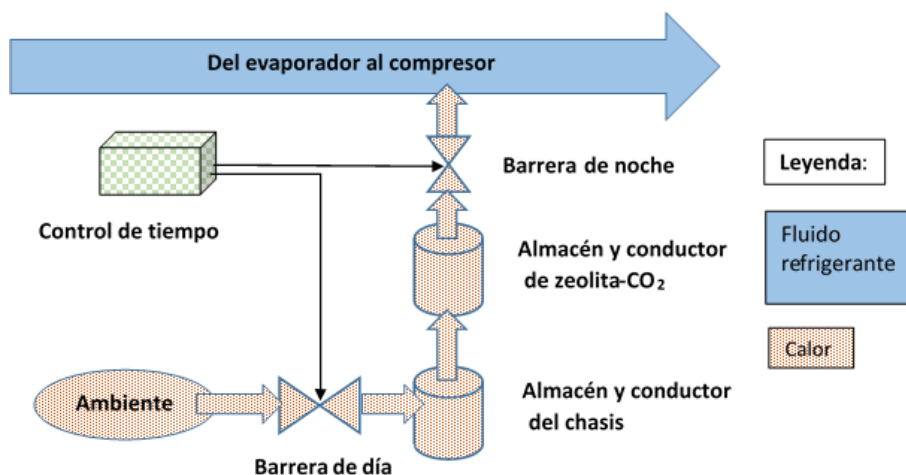 Del evaporador al compresor
Barrera de noche
Leyenda:
Control de tiempo
Almacén y conductor
de zeolita-CO₂
Fluido
refrigerante
Calor
Ambiente
Almacén y conductor
del chasis
Barrera de día